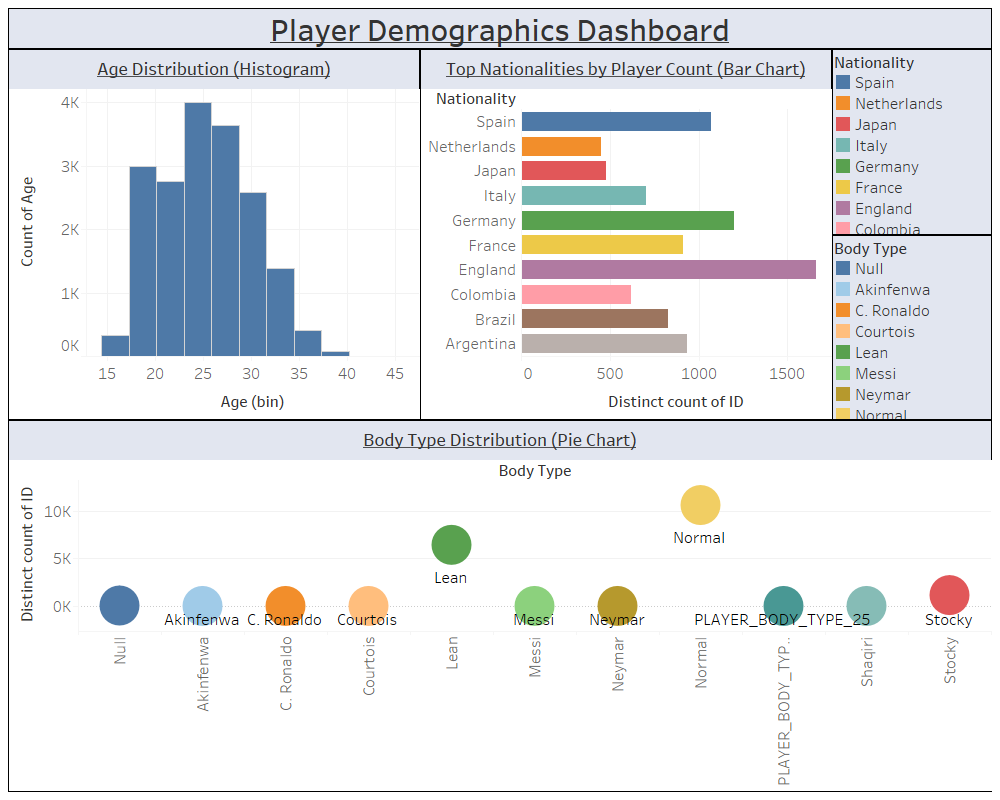 Player Demographics Dashboard
Age Distribution (Histogram)
Count of Age
4K
3K
2K
1K
0K
15 20 25 30 35 40 45
Age (bin)
Top Nationalities by Player Count (Bar Chart)
Nationality
Spain
Netherlands
Japan
Italy
Germany
France
England
Colombia
Brazil
Argentina
0 500 1000 1500
Distinct count of ID
Nationality
Spain
Netherlands
Japan
Italy
Germany
France
England
Colombia
Body Type
Null
Akinfenwa
C. Ronaldo
Courtois
Lean
Messi
Neymar
Normal
Body Type Distribution (Pie Chart)
Body Type
Distinct count of ID
10K
5K
0K
Normal
Lean
Akinfenwa C. Ronaldo Courtois Messi Neymar PLAYER_BODY_TYPE_25 Stocky
Null
Akinfenwa
C. Ronaldo
Courtois
Lean
Messi
Neymar
Normal
PLAYER_BODY_TYP..
Shaqiri
Stocky